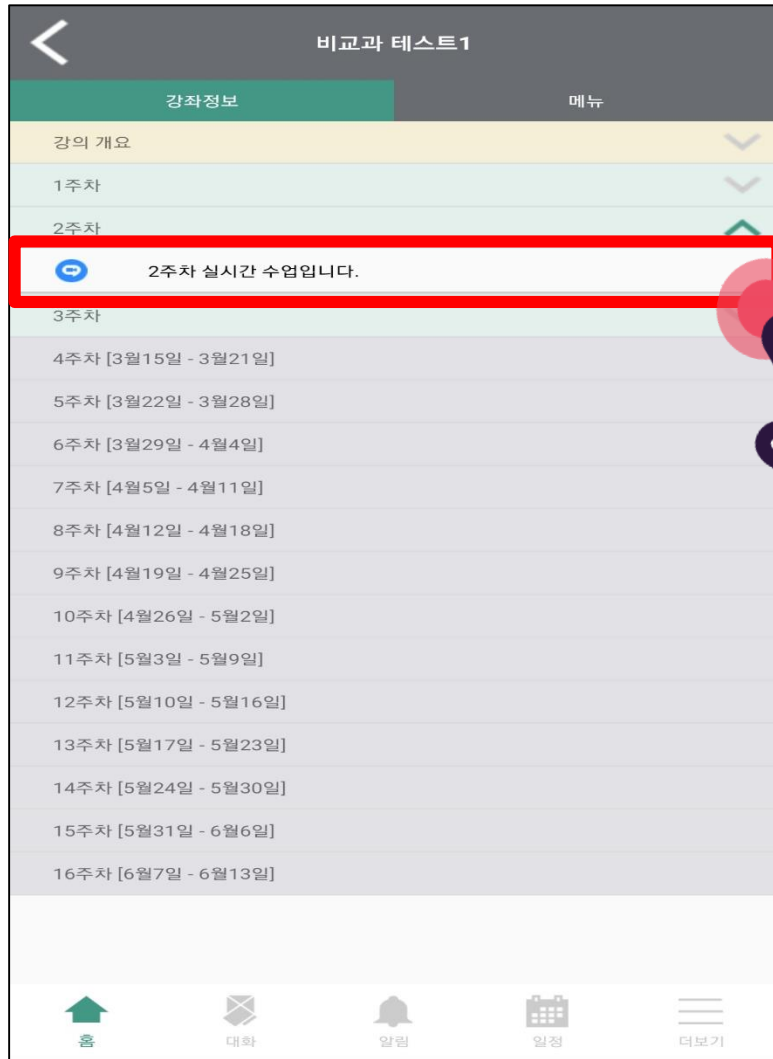 비교과 테스트1
강좌정보 메뉴
강의 개요
1주차
2주차
2주차 실시간 수업입니다.
3주차
4주차 [3월15일 - 3월21일]
5주차 [3월22일 - 3월28일]
6주차 [3월29일 - 4월4일]
7주차 [4월5일 - 4월11일]
8주차 [4월12일 - 4월18일]
9주차 [4월19일 - 4월25일]
10주차 [4월26일 - 5월2일]
11주차 [5월3일 - 5월9일]
12주차 [5월10일 - 5월16일]
13주차 [5월17일 - 5월23일]
14주차 [5월24일 - 5월30일]
15주차 [5월31일 - 6월6일]
16주차 [6월7일 - 6월13일]
홈 대화 알림 일정 더보기